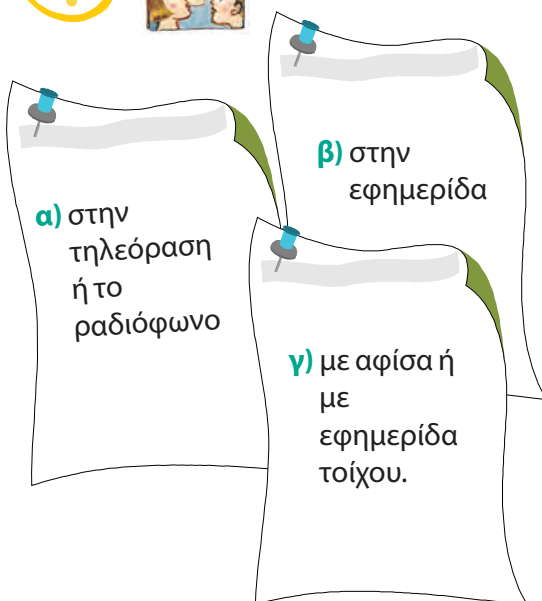 α) στην
τηλεόραση
ή το
ραδιόφωνο
β) στην
εφημερίδα
γ) με αφίσα ή
με
εφημερίδα
τοίχου.